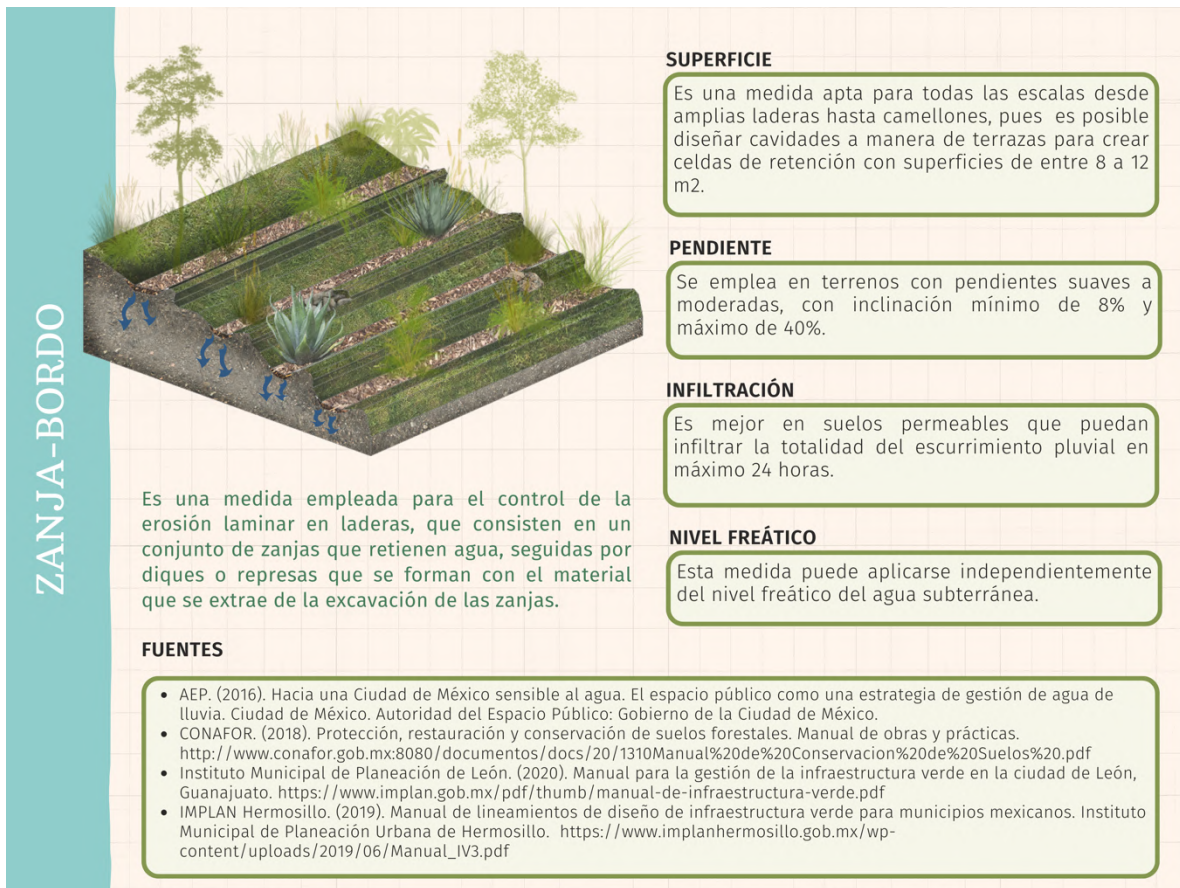 ZANJA-BORDO
Es una medida empleada para el control de la
erosión laminar en laderas, que consisten en un
conjunto de zanjas que retienen agua, seguidas por
diques o represas que se forman con el material
que se extrae de la excavación de las zanjas.
SUPERFICIE
Es una medida apta para todas las escalas desde
amplias laderas hasta camellones, pues es posible
diseñar cavidades a manera de terrazas para crear
celdas de retención con superficies de entre 8 a 12
m2.
PENDIENTE
Se emplea en terrenos con pendientes suaves a
moderadas, con inclinación mínimo de 8% y
máximo de 40%.
INFILTRACIÓN
Es mejor en suelos permeables que puedan
infiltrar la totalidad del escurrimiento pluvial en
máximo 24 horas.
NIVEL FREÁTICO
Esta medida puede aplicarse independientemente
del nivel freático del agua subterránea.
FUENTES
• AEP. (2016). Hacia una Ciudad de México sensible al agua. El espacio público como una estrategia de gestión de agua de
lluvia. Ciudad de México. Autoridad del Espacio Público: Gobierno de la Ciudad de México.
• CONAFOR. (2018). Protección, restauración y conservación de suelos forestales. Manual de obras y prácticas.
http://www.conafor.gob.mx:8080/documentos/docs/20/1310Manual%20de%20Conservacion%20de%20Suelos%20.pdf
• Instituto Municipal de Planeación de León. (2020). Manual para la gestión de la infraestructura verde en la ciudad de León,
Guanajuato. https://www.implan.gob.mx/pdf/thumb/manual-de-infraestructura-verde.pdf
• IMPLAN Hermosillo. (2019). Manual de lineamientos de diseño de infraestructura verde para municipios mexicanos. Instituto
Municipal de Planeación Urbana de Hermosillo. https://www.implanhermosillo.gob.mx/wp-
content/uploads/2019/06/Manual_IV3.pdf